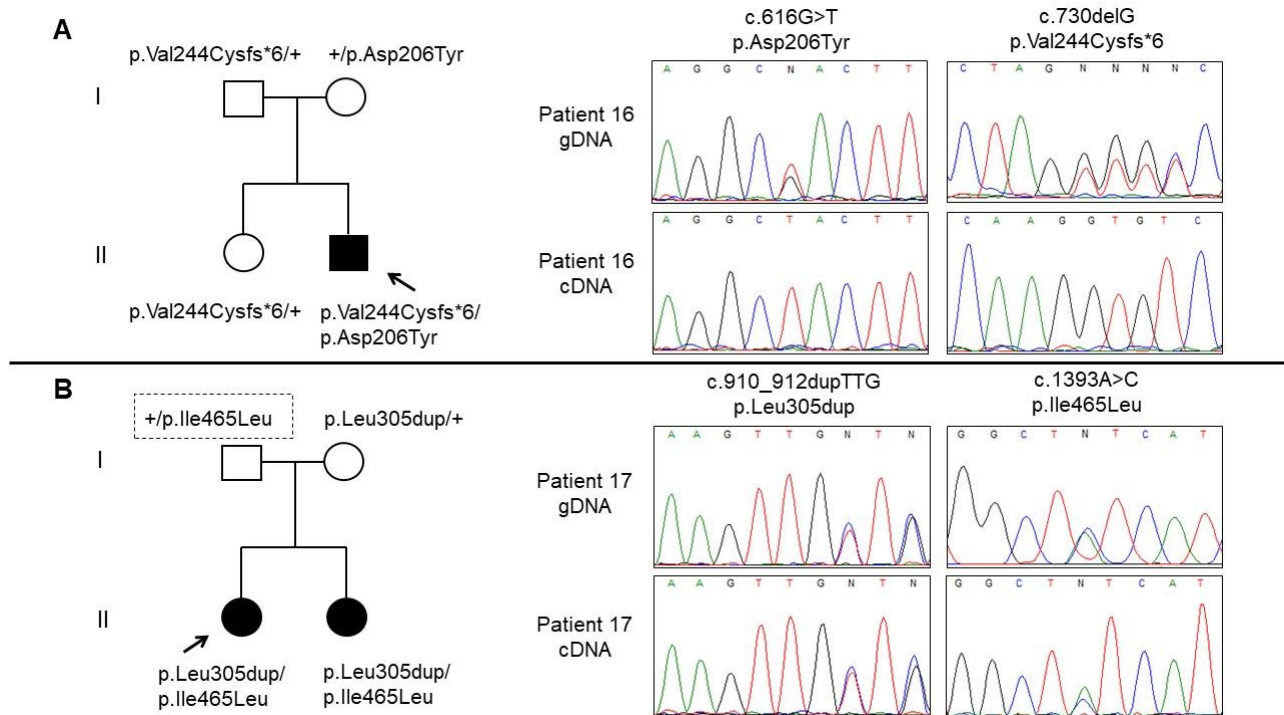 A
p.Val244Cysfs*6/+ +/p.Asp206Tyr
I
II
p.Val244Cysfs*6/+
p.Val244Cysfs*6/
p.Asp206Tyr
c.616G>T
p.Asp206Tyr
c.730delG
p.Val244Cysfs*6
Patient 16
gDNA
A G G C N A C T T
C T A G N N N N C
Patient 16
cDNA
A G G C T A C T T
C A A G G T G T C
B
+/p.Ile465Leu p.Leu305dup/+
I
II
p.Leu305dup/
p.Ile465Leu
p.Leu305dup/
p.Ile465Leu
c.910_912dupTTG
p.Leu305dup
c.1393A>C
p.Ile465Leu
Patient 17
gDNA
A A G T T G N T N
G G C T N T C A T
Patient 17
cDNA
A A G T T G N T N
G G C T N T C A T